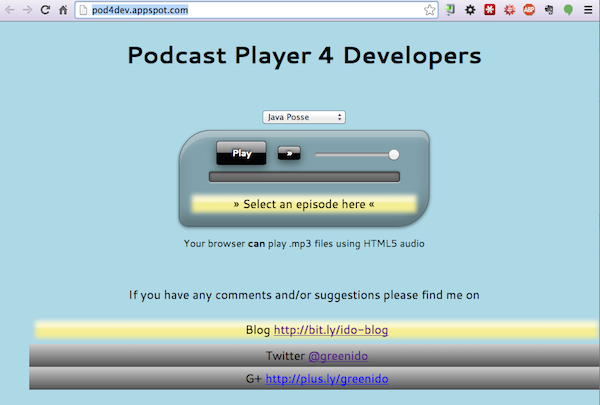 pod4dev.appspot.com
ABP
Podcast Player 4 Developers
Java Posse
Play »
» Select an episode here «
Your browser can play .mp3 files using HTML5 audio
If you have any comments and/or suggestions please find me on
Blog http://bit.ly/ido-blog
Twitter @greenido
G+ http://plus.ly/greenido